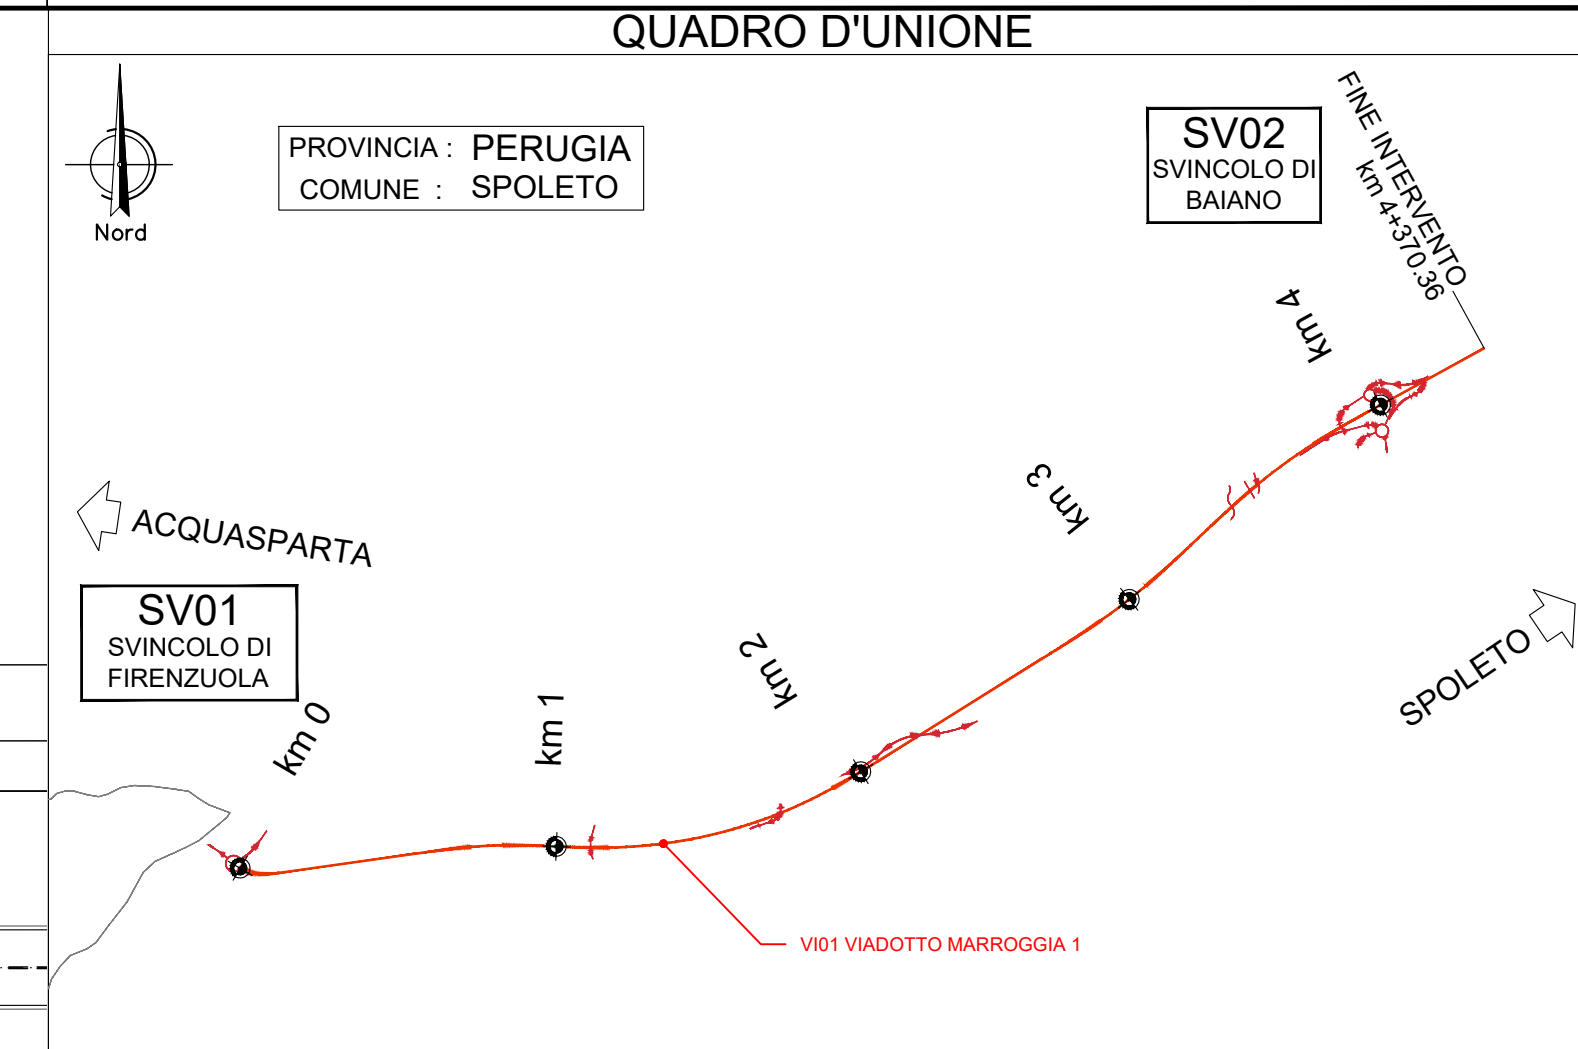 QUADRO D'UNIONE
Nord
PROVINCIA : PERUGIA
COMUNE : SPOLETO
SV02
SVINCOLO DI
BAIANO
FINE INTERVENTO
km 4+370.36
km 4
km 3
ACQUASPARTA
SV01
SVINCOLO DI
FIRENZUOLA
SPOLETO
km 2
km 1
km 0
VI01 VIADOTTO MARROGGIA 1